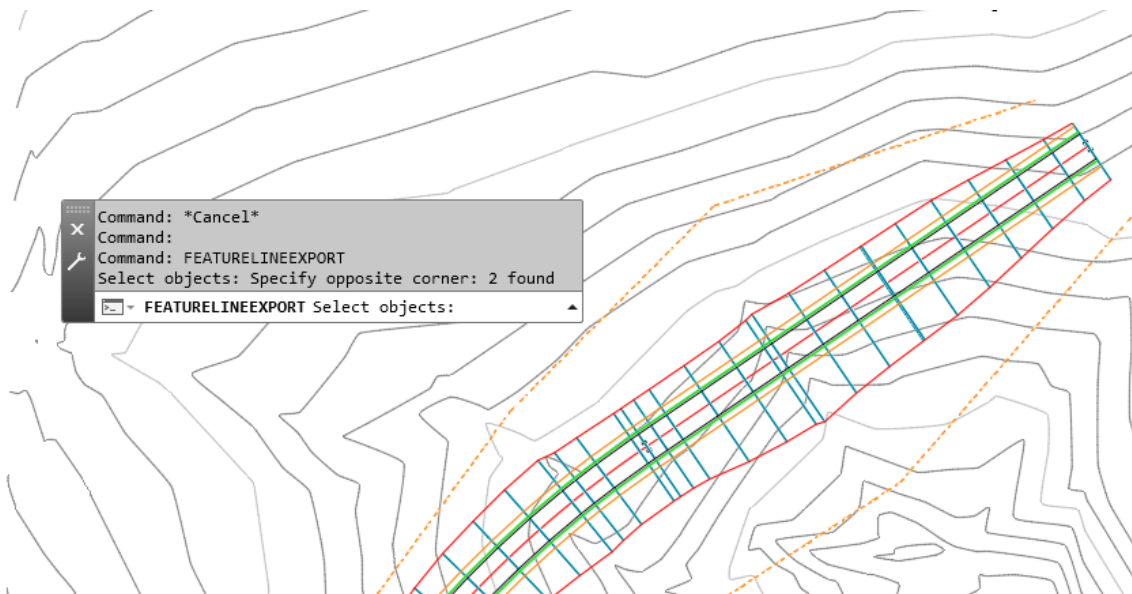 Command: *Cancel*
Command:
Command: FEATURELINEEXPORT
Select objects: Specify opposite corner: 2 found
FEATURELINEEXPORT Select objects: